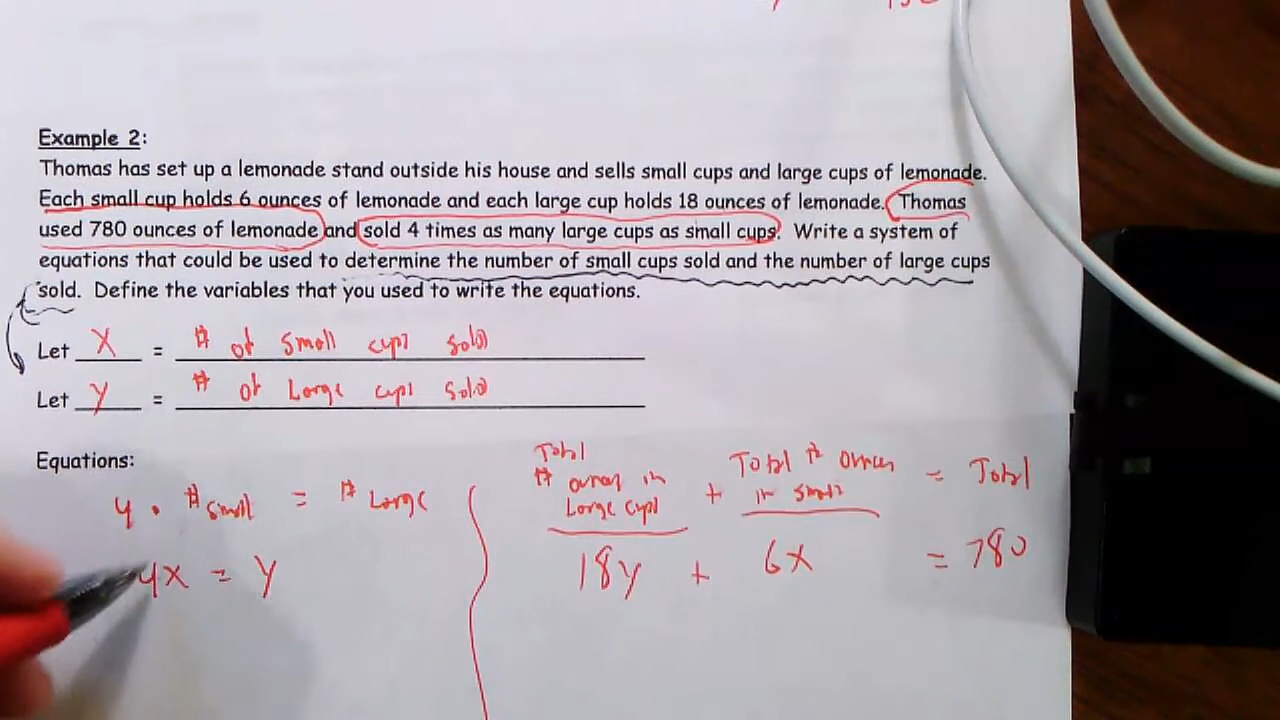 Example 2:
Thomas has set up a lemonade stand outside his house and sells small cups and large cups of lemonade.
Each small cup holds 6 ounces of lemonade and each large cup holds 18 ounces of lemonade. Thomas
used 780 ounces of lemonade and sold 4 times as many large cups as small cups. Write a system of
equations that could be used to determine the number of small cups sold and the number of large cups
sold. Define the variables that you used to write the equations.
Let x = # of small cups sold
Let y = # of Large cups sold
Equations:
4 · # small = # Large
4x = y
Total
# ounces in
Large cups
+ Total # ounces
in small
= Total
18y + 6x = 780